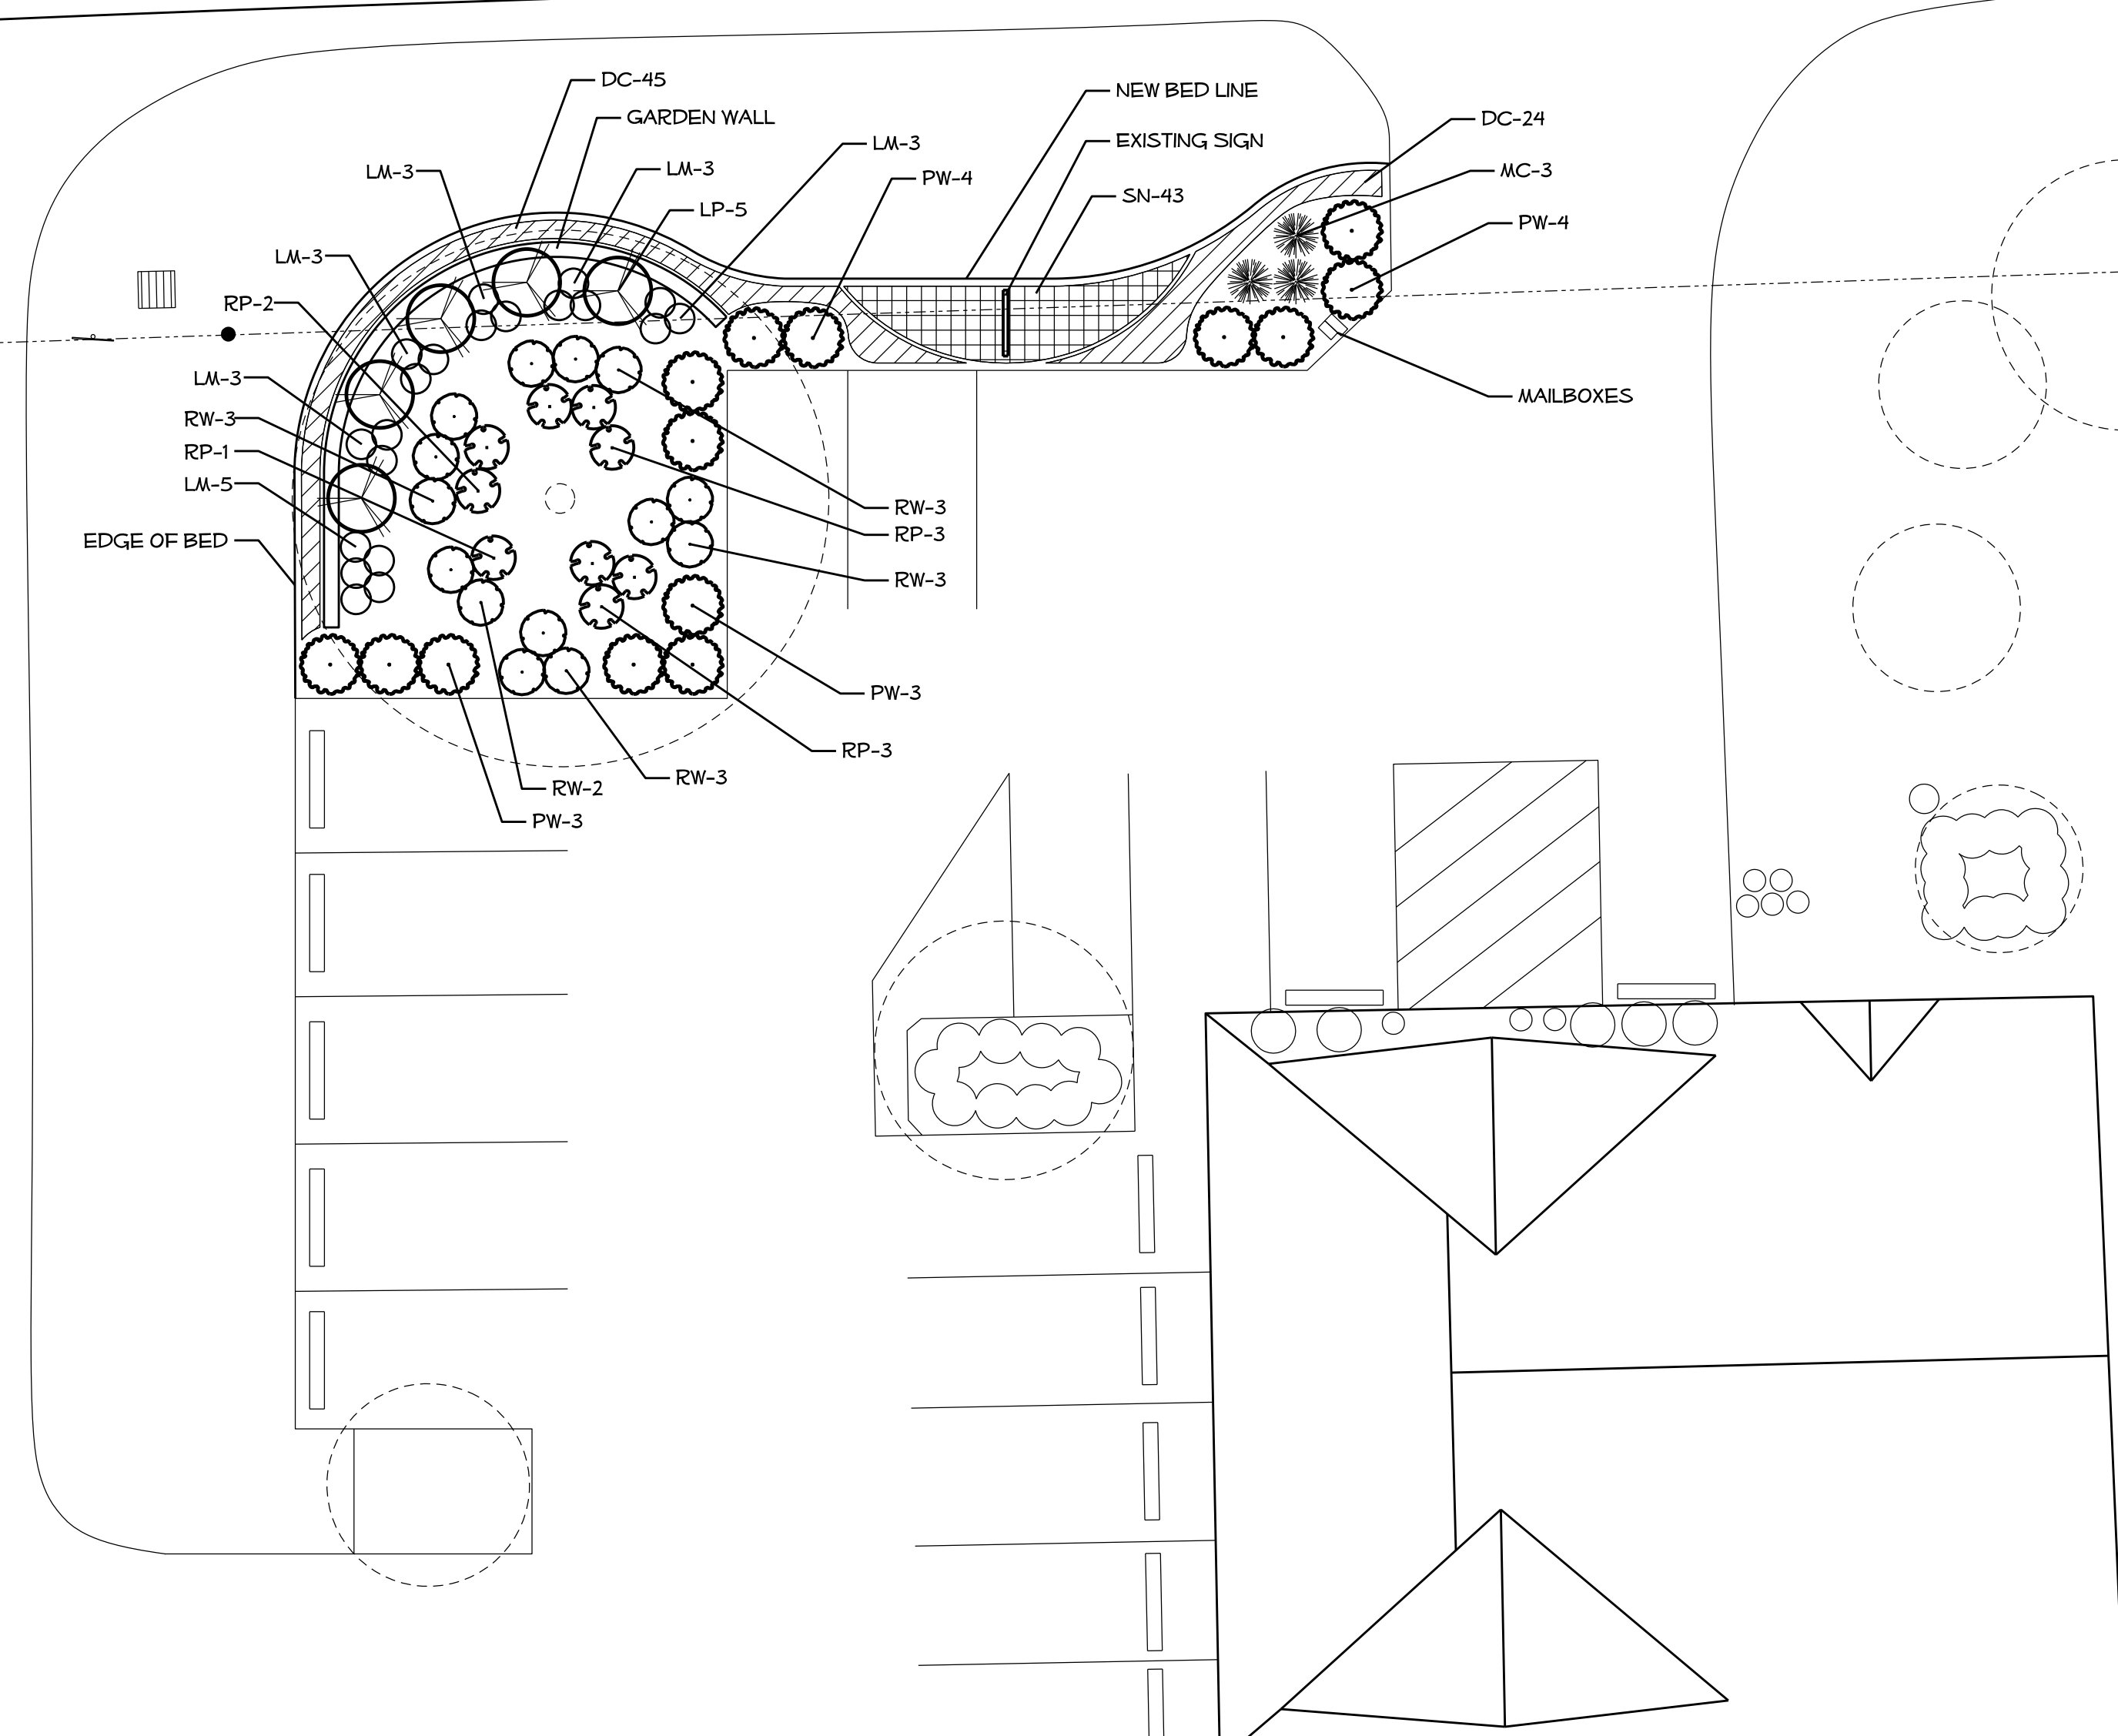 DC-45
NEW BED LINE
GARDEN WALL
DC-24
EXISTING SIGN
LM-3
LM-3
LM-3
MC-3
PW-4
SN-43
LP-5
PW-4
LM-3
RP-2
LM-3
MAILBOXES
RW-3
RP-1
LM-5
RW-3
RP-3
EDGE OF BED
RW-3
PW-3
RP-3
RW-3
RW-2
PW-3